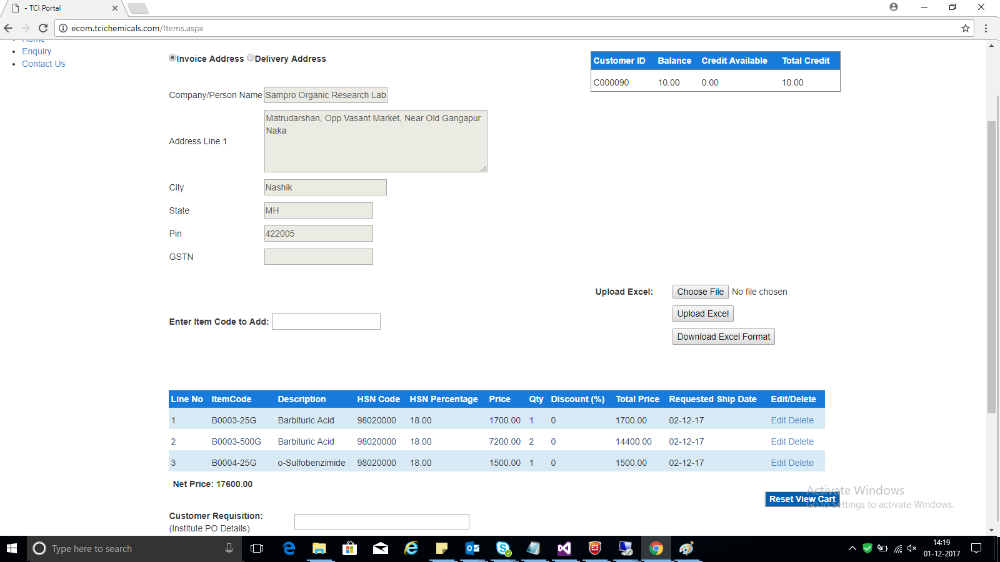 - TCI Portal
ecom.tcichemicals.com/Items.aspx
Home
Enquiry
Contact Us
Invoice Address Delivery Address
Customer ID Balance Credit Available Total Credit
C000090 10.00 0.00 10.00
Company/Person Name Sampro Organic Research Lab
Address Line 1 Matrudarshan, Opp.Vasant Market, Near Old Gangapur
Naka
City Nashik
State MH
Pin 422005
GSTN
Upload Excel: Choose File No file chosen
Upload Excel
Enter Item Code to Add:
Download Excel Format
Line No ItemCode Description HSN Code HSN Percentage Price Qty Discount (%) Total Price Requested Ship Date Edit/Delete
1 B0003-25G Barbituric Acid 98020000 18.00 1700.00 1 0 1700.00 02-12-17 Edit Delete
2 B0003-500G Barbituric Acid 98020000 18.00 7200.00 2 0 14400.00 02-12-17 Edit Delete
3 B0004-25G o-Sulfobenzimide 98020000 18.00 1500.00 1 0 1500.00 02-12-17 Edit Delete
Net Price: 17600.00
Activate Windows
Reset View Cart
Go to Settings to activate Windows.
Customer Requisition:
(Institute PO Details)
Type here to search
14:19
01-12-2017